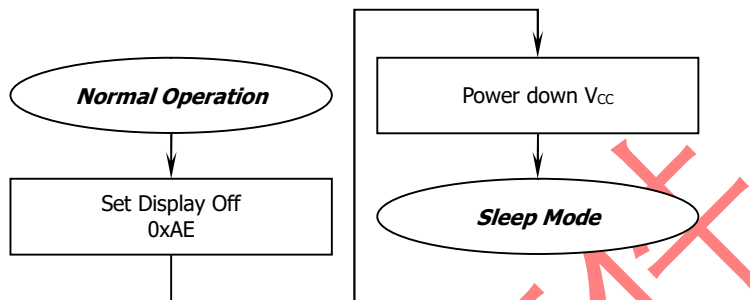 Normal Operation
Set Display Off
0xAE
Power down Vcc
Sleep Mode